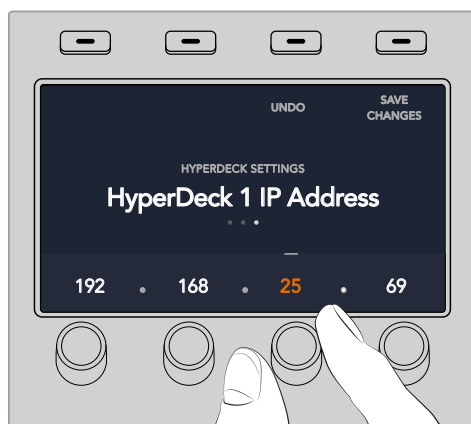 UNDO
SAVE
CHANGES
HYPERDECK SETTINGS
HyperDeck 1 IP Address
192 . 168 . 25 . 69